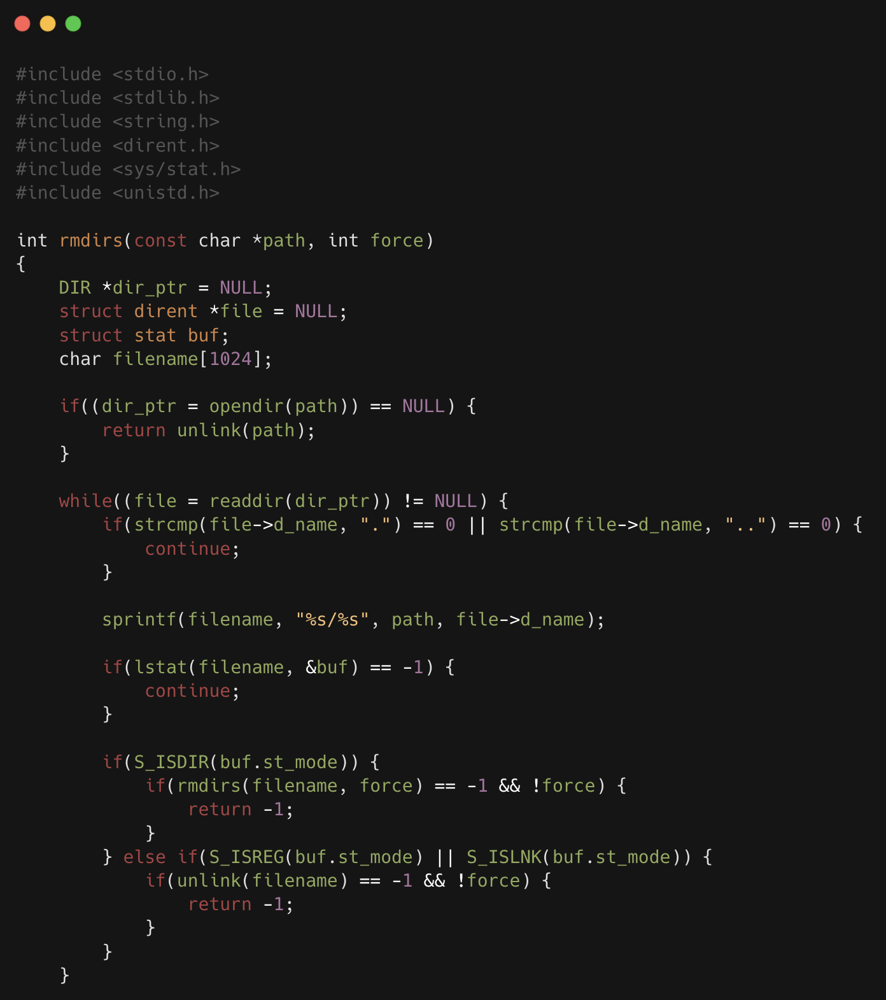 #include <stdio.h>
#include <stdlib.h>
#include <string.h>
#include <dirent.h>
#include <sys/stat.h>
#include <unistd.h>

int rmdirs(const char *path, int force)
{
    DIR *dir_ptr = NULL;
    struct dirent *file = NULL;
    struct stat buf;
    char filename[1024];

    if((dir_ptr = opendir(path)) == NULL) {
        return unlink(path);
    }

    while((file = readdir(dir_ptr)) != NULL) {
        if(strcmp(file->d_name, ".") == 0 || strcmp(file->d_name, "..") == 0) {
            continue;
        }

        sprintf(filename, "%s/%s", path, file->d_name);

        if(lstat(filename, &buf) == -1) {
            continue;
        }

        if(S_ISDIR(buf.st_mode)) {
            if(rmdirs(filename, force) == -1 && !force) {
                return -1;
            }
        } else if(S_ISREG(buf.st_mode) || S_ISLNK(buf.st_mode)) {
            if(unlink(filename) == -1 && !force) {
                return -1;
            }
        }
    }